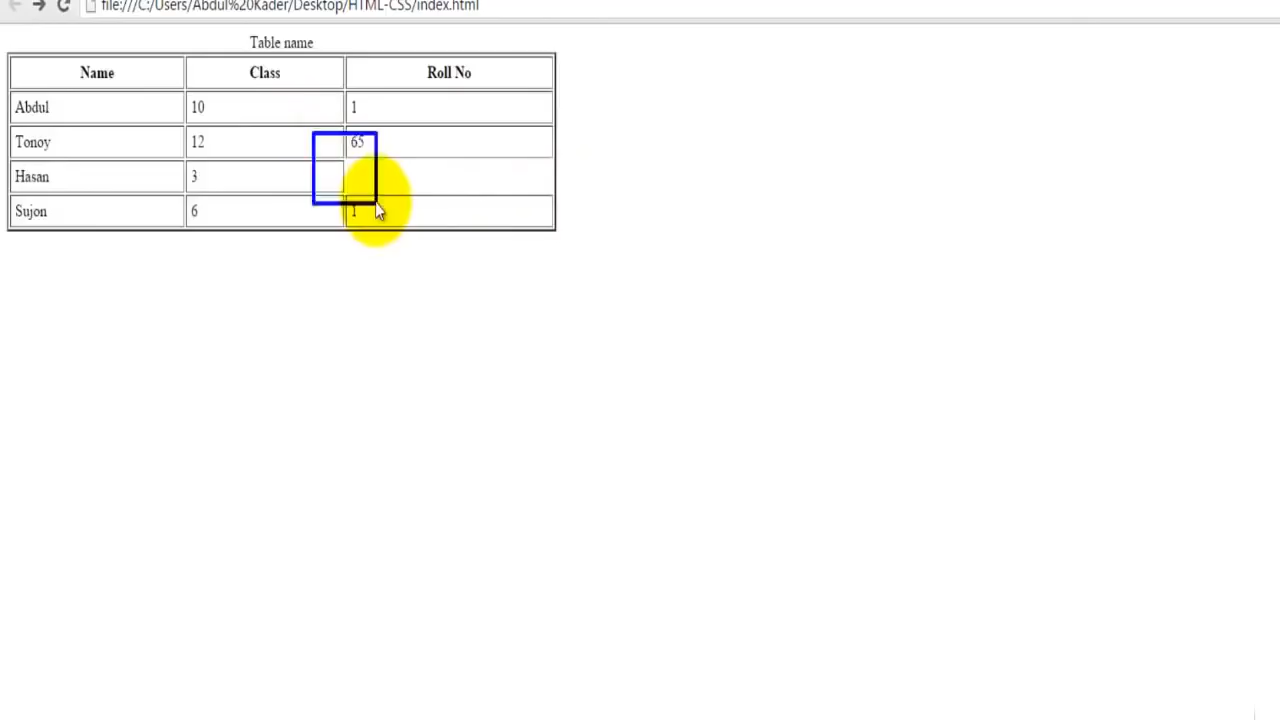 file:///C:/Users/Abdul%20Kader/Desktop/HTML-CSS/index.html
Table name
Name Class Roll No
Abdul 10 1
Tonoy 12 65
Hasan 3
Sujon 6 1